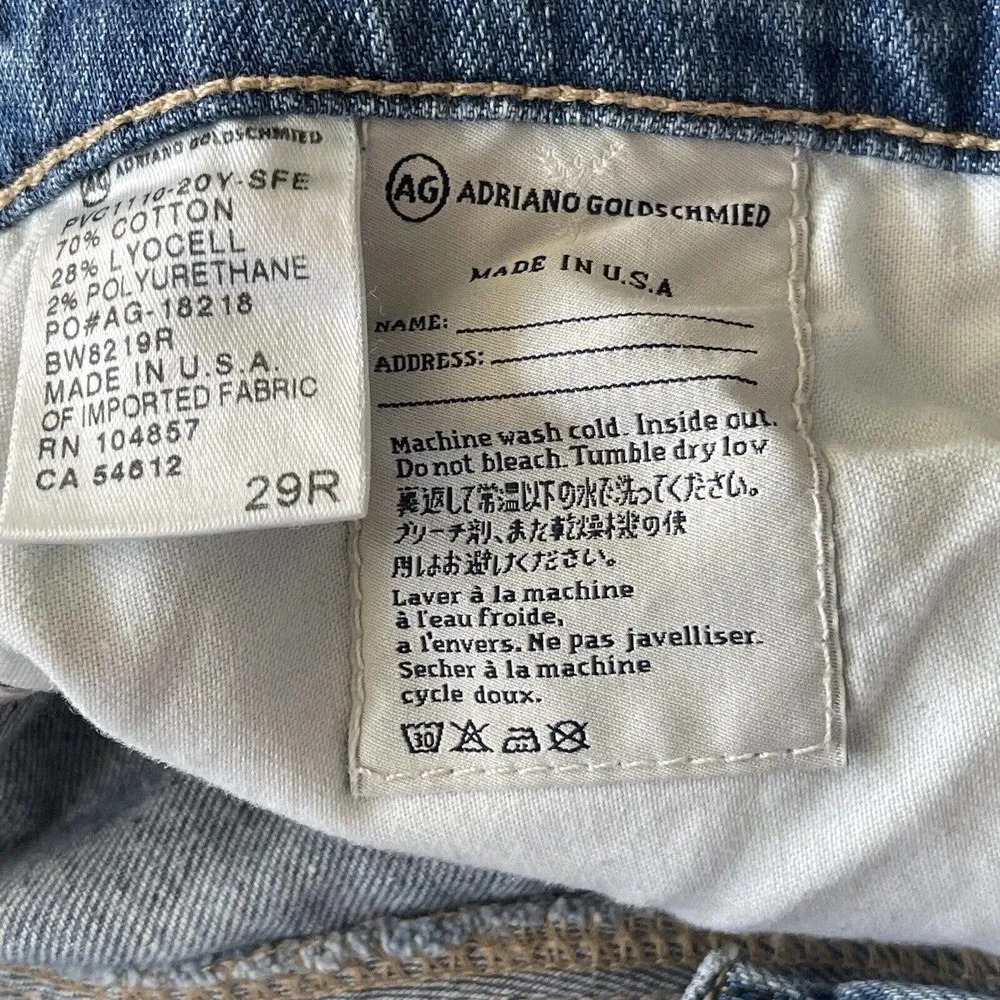 AG ADRIANO GOLDSCHMIED
PVC1110-20Y-SFE
70% COTTON
28% LYOCELL
2% POLYURETHANE
PO#AG-18218
BW8219R
MADE IN U.S.A.
OF IMPORTED FABRIC
RN 104857
CA 54612
29R
AG ADRIANO GOLDSCHMIED
MADE IN U.S.A
NAME:
ADDRESS:
Machine wash cold. Inside out.
Do not bleach. Tumble dry low
裏返して常温以下の水で洗ってください。
ブリーチ剤、また乾燥機の使
用はお避けください。
Laver à la machine
à l'eau froide,
a l'envers. Ne pas javelliser.
Secher à la machine
cycle doux.
30